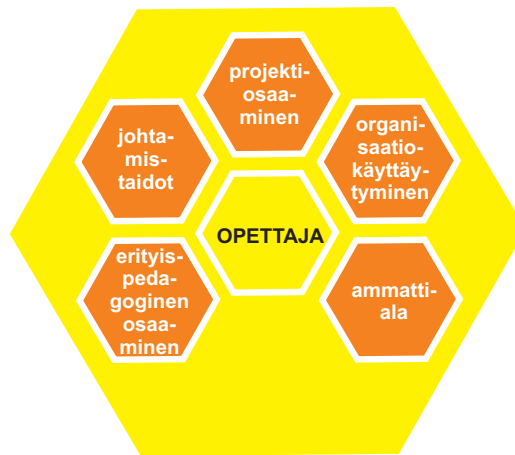 projekti-
osaa-
minen
johta-
mis-
taidot
organi-
saatio-
käyttäy-
tyminen
OPETTAJA
erityis-
peda-
goginen
osaa-
minen
ammatti-
ala